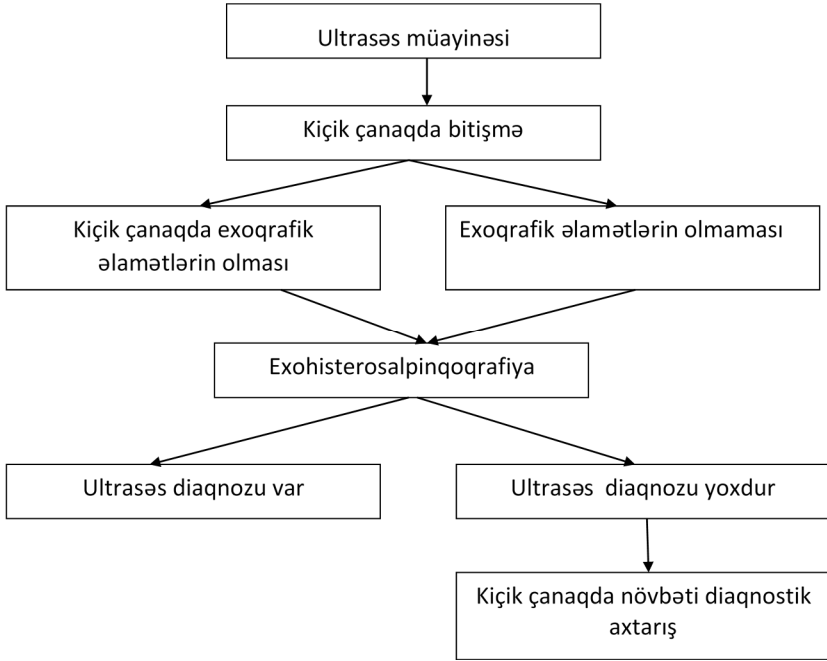 Ultrasəs müayinəsi
Kiçik çanaqda bitişmə
Kiçik çanaqda exoqrafik
əlamətlərin olması
Exoqrafik əlamətlərin olmaması
Exohisterosalpinqoqrafiya
Ultrasəs diaqnozu var
Ultrasəs diaqnozu yoxdur
Kiçik çanaqda növbəti diaqnostik
axtarış